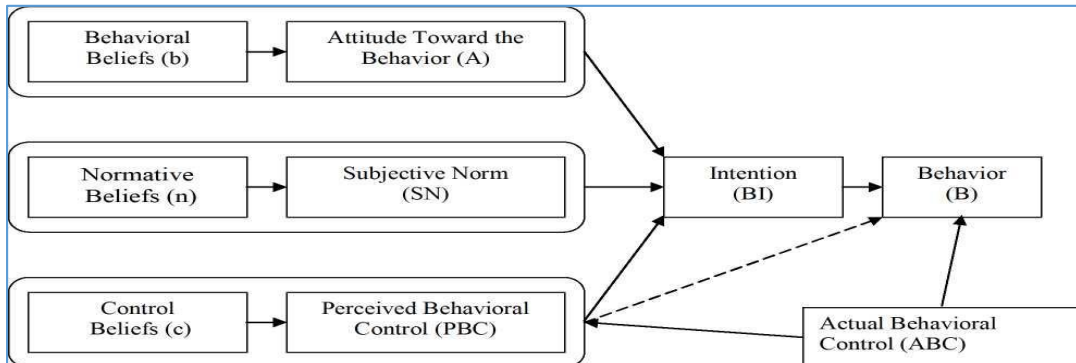 Behavioral
Beliefs (b)
Attitude Toward the
Behavior (A)
Normative
Beliefs (n)
Subjective Norm
(SN)
Intention
(BI)
Behavior
(B)
Control
Beliefs (c)
Perceived Behavioral
Control (PBC)
Actual Behavioral
Control (ABC)